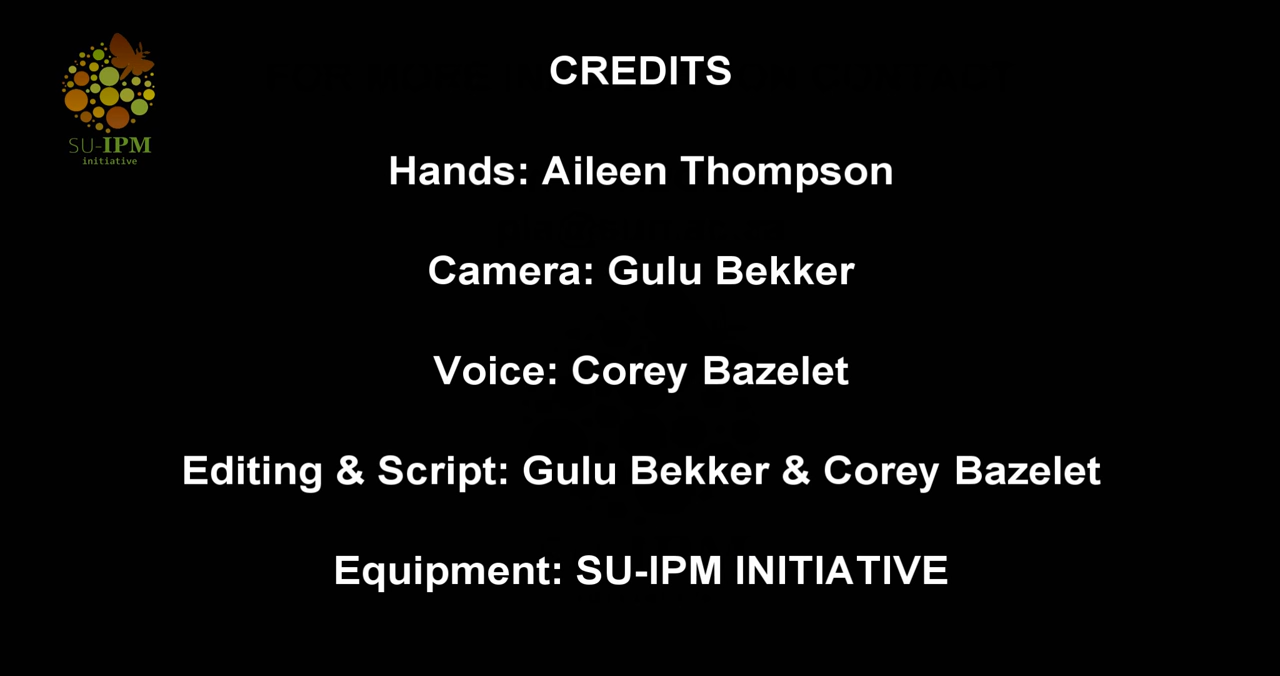 CREDITS
Hands: Aileen Thompson
Camera: Gulu Bekker
Voice: Corey Bazelet
Editing & Script: Gulu Bekker & Corey Bazelet
Equipment: SU-IPM INITIATIVE
SU-IPM
initiative